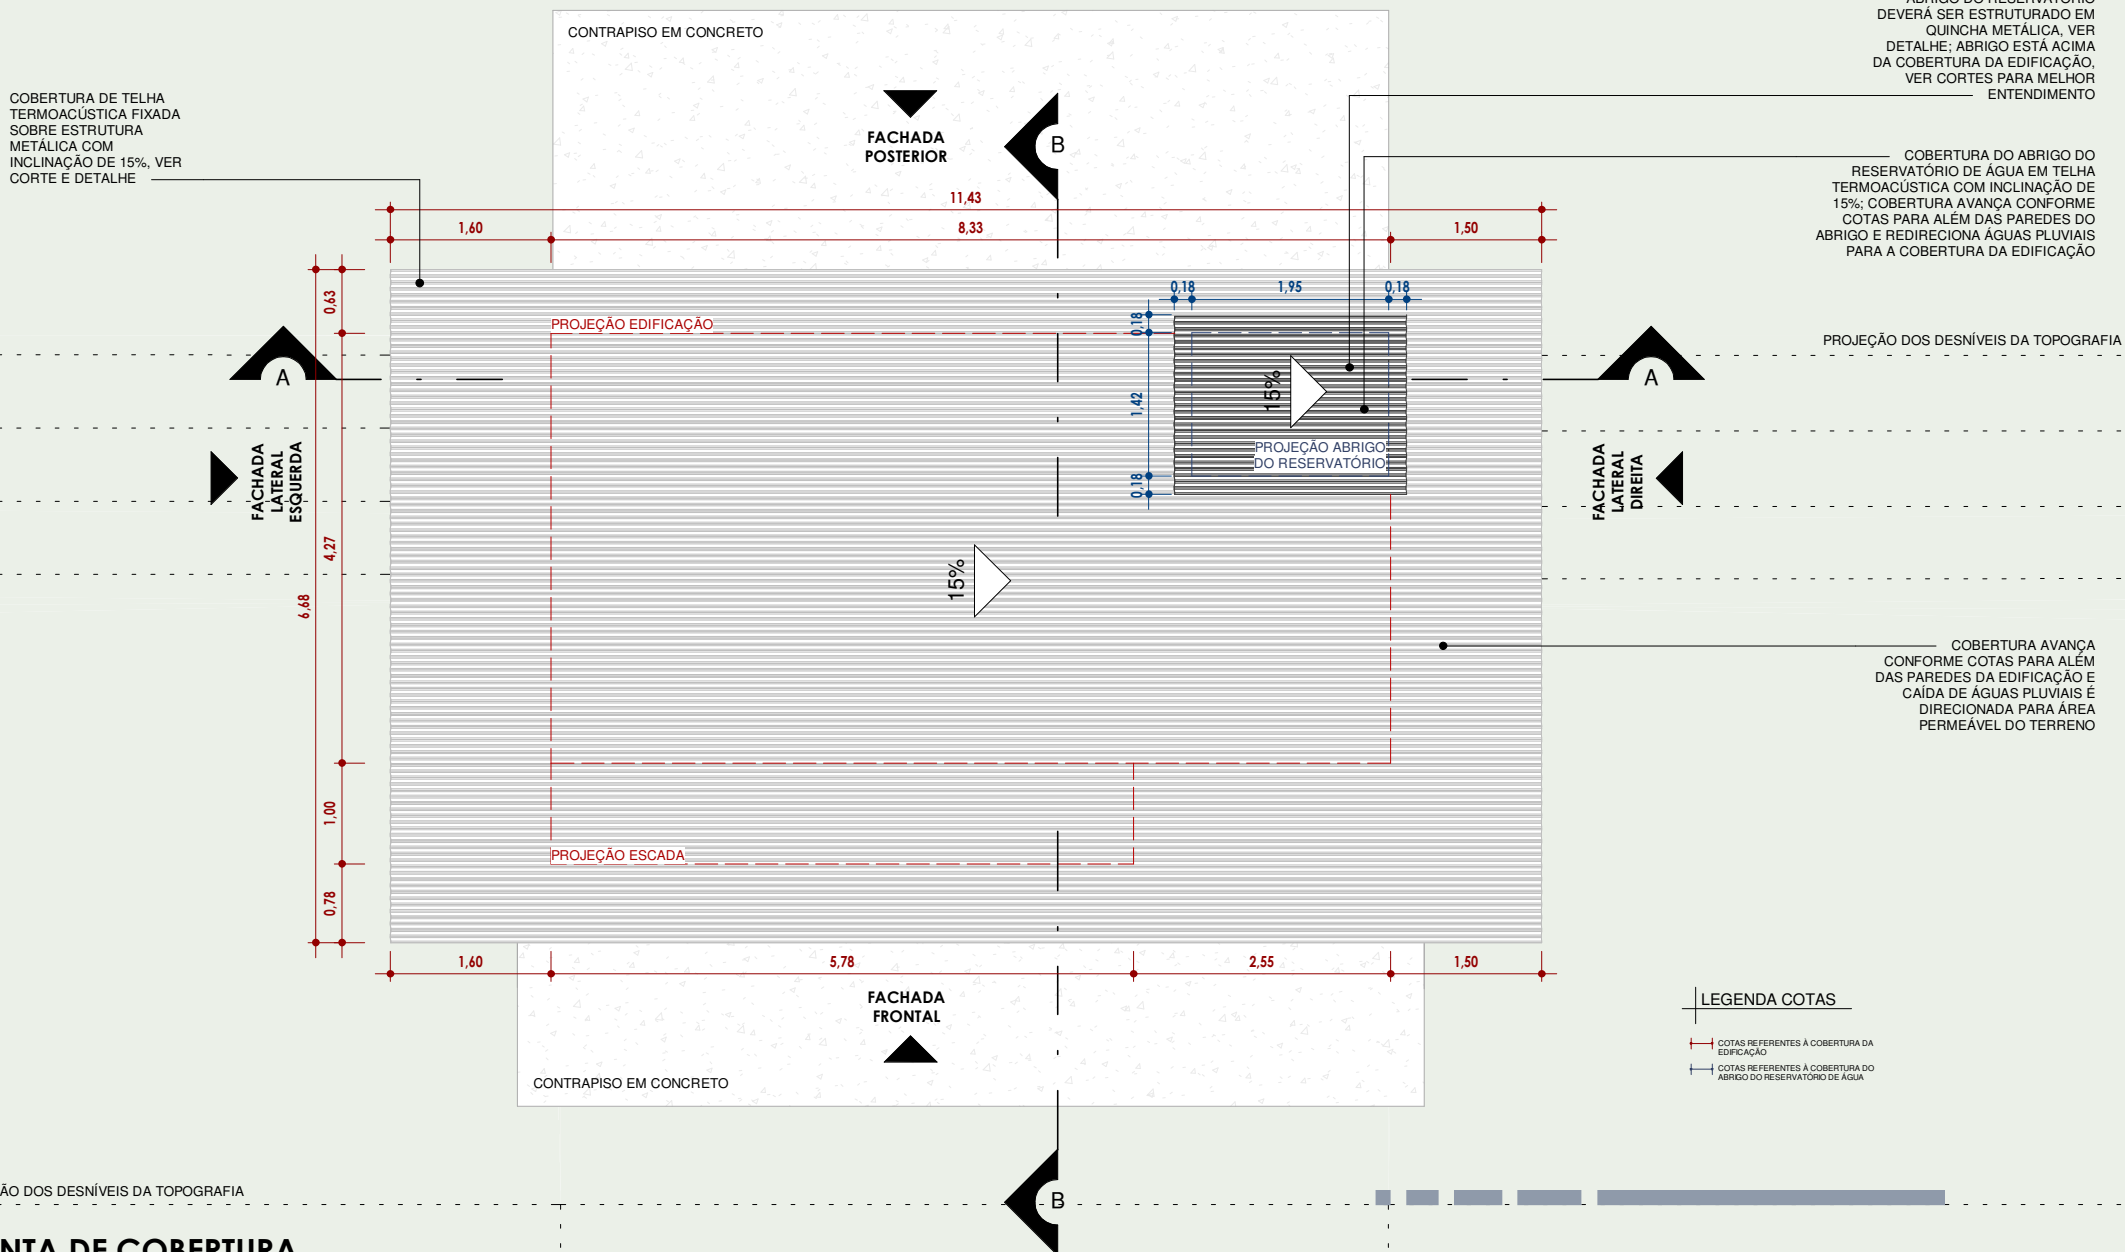 CONTRAPISO EM CONCRETO
ABRIGO DO RESERVATÓRIO
DEVERÁ SER ESTRUTURADO EM
QUINCHA METÁLICA, VER
DETALHE; ABRIGO ESTÁ ACIMA
DA COBERTURA DA EDIFICAÇÃO,
VER CORTES PARA MELHOR
ENTENDIMENTO
COBERTURA DE TELHA
TERMOACÚSTICA FIXADA
SOBRE ESTRUTURA
METÁLICA COM
INCLINAÇÃO DE 15%, VER
CORTE E DETALHE
FACHADA
POSTERIOR
B
COBERTURA DO ABRIGO DO
RESERVATÓRIO DE ÁGUA EM TELHA
TERMOACÚSTICA COM INCLINAÇÃO DE
15%; COBERTURA AVANÇA CONFORME
COTAS PARA ALÉM DAS PAREDES DO
ABRIGO E REDIRECIONA ÁGUAS PLUVIAIS
PARA A COBERTURA DA EDIFICAÇÃO
11,43
1,60
8,33
1,50
0,63
0,18
1,95
0,18
0,18
PROJEÇÃO EDIFICAÇÃO
PROJEÇÃO DOS DESNÍVEIS DA TOPOGRAFIA
A
A
15%
1,42
PROJEÇÃO ABRIGO
DO RESERVATÓRIO
0,18
FACHADA
LATERAL
ESQUERDA
FACHADA
LATERAL
DIREITA
4,27
15%
6,68
COBERTURA AVANÇA
CONFORME COTAS PARA ALÉM
DAS PAREDES DA EDIFICAÇÃO E
CAÍDA DE ÁGUAS PLUVIAIS É
DIRECIONADA PARA ÁREA
PERMEÁVEL DO TERRENO
1,00
PROJEÇÃO ESCADA
0,78
1,60
5,78
2,55
1,50
FACHADA
FRONTAL
LEGENDA COTAS
COTAS REFERENTES À COBERTURA DA
EDIFICAÇÃO
COTAS REFERENTES À COBERTURA DO
ABRIGO DO RESERVATÓRIO DE ÁGUA
CONTRAPISO EM CONCRETO
ÃO DOS DESNÍVEIS DA TOPOGRAFIA
B
NTA DE COBERTURA